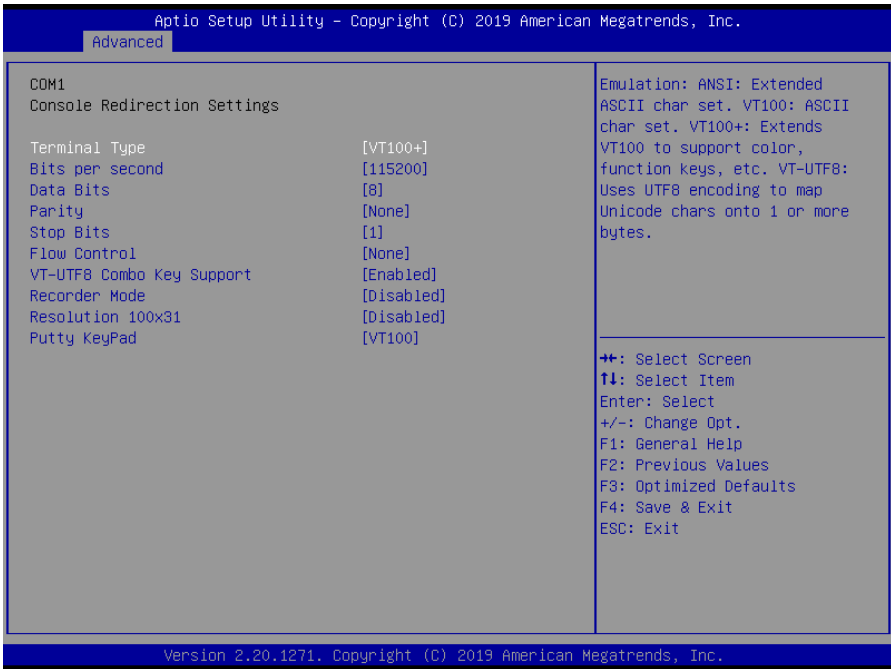 Aptio Setup Utility – Copyright (C) 2019 American Megatrends, Inc.
Advanced
COM1
Console Redirection Settings
Terminal Type [VT100+]
Bits per second [115200]
Data Bits [8]
Parity [None]
Stop Bits [1]
Flow Control [None]
VT-UTF8 Combo Key Support [Enabled]
Recorder Mode [Disabled]
Resolution 100x31 [Disabled]
Putty KeyPad [VT100]
Emulation: ANSI: Extended
ASCII char set. VT100: ASCII
char set. VT100+: Extends
VT100 to support color,
function keys, etc. VT-UTF8:
Uses UTF8 encoding to map
Unicode chars onto 1 or more
bytes.
→←: Select Screen
↑↓: Select Item
Enter: Select
+/-: Change Opt.
F1: General Help
F2: Previous Values
F3: Optimized Defaults
F4: Save & Exit
ESC: Exit
Version 2.20.1271. Copyright (C) 2019 American Megatrends, Inc.